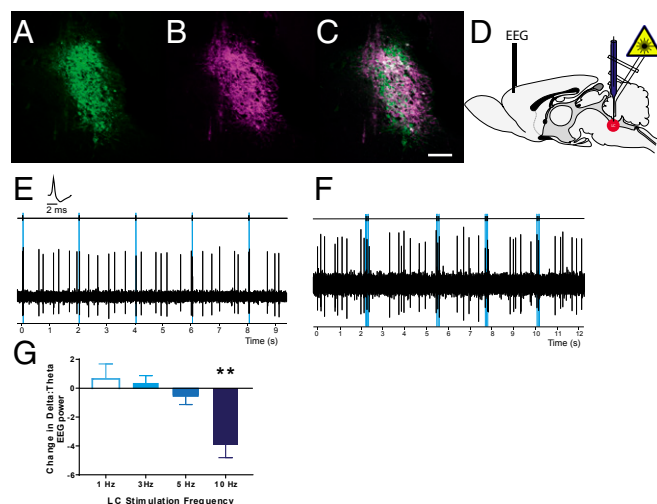 A B C D
EEG
E
2 ms
0 1 2 3 4 5 6 7 8 9
Time (s)
F
0 1 2 3 4 5 6 7 8 9 10 11 12
Time (s)
G
Change in Delta:Theta
EEG power
2
0
-2
-4
-6
**
1 Hz 3Hz 5 Hz 10 Hz
LC Stimulation Frequency